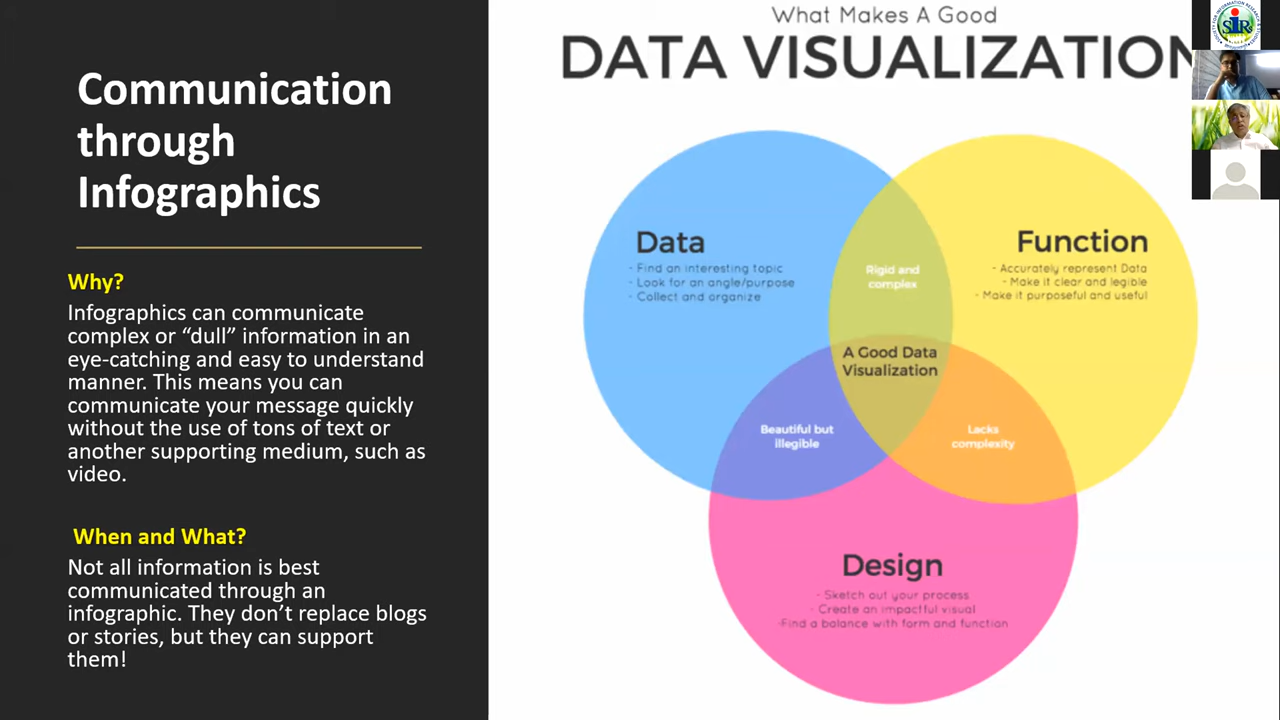 Communication
through
Infographics
Why?
Infographics can communicate
complex or “dull” information in an
eye-catching and easy to understand
manner. This means you can
communicate your message quickly
without the use of tons of text or
another supporting medium, such as
video.
When and What?
Not all information is best
communicated through an
infographic. They don’t replace blogs
or stories, but they can support
them!
What Makes A Good
DATA VISUALIZATION
Data
- Find an interesting topic
- Look for an angle/purpose
- Collect and organize
Rigid and
complex
Function
- Accurately represent Data
- Make it clear and legible
- Make it purposeful and useful
A Good Data
Visualization
Beautiful but
illegible
Lacks
complexity
Design
- Sketch out your process
- Create an impactful visual
-Find a balance with form and function